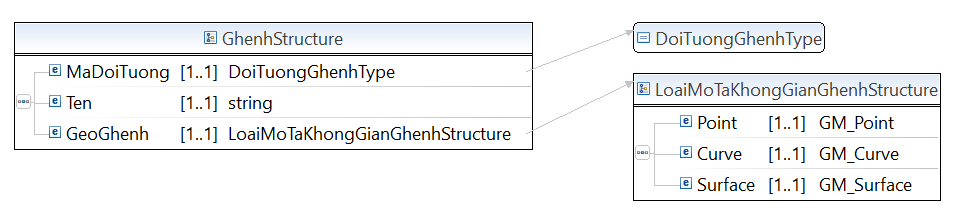 GhenhStructure
MaDoiTuong [1..1] DoiTuongGhenhType
Ten [1..1] string
GeoGhenh [1..1] LoaiMoTaKhongGianGhenhStructure
DoiTuongGhenhType
LoaiMoTaKhongGianGhenhStructure
Point [1..1] GM_Point
Curve [1..1] GM_Curve
Surface [1..1] GM_Surface